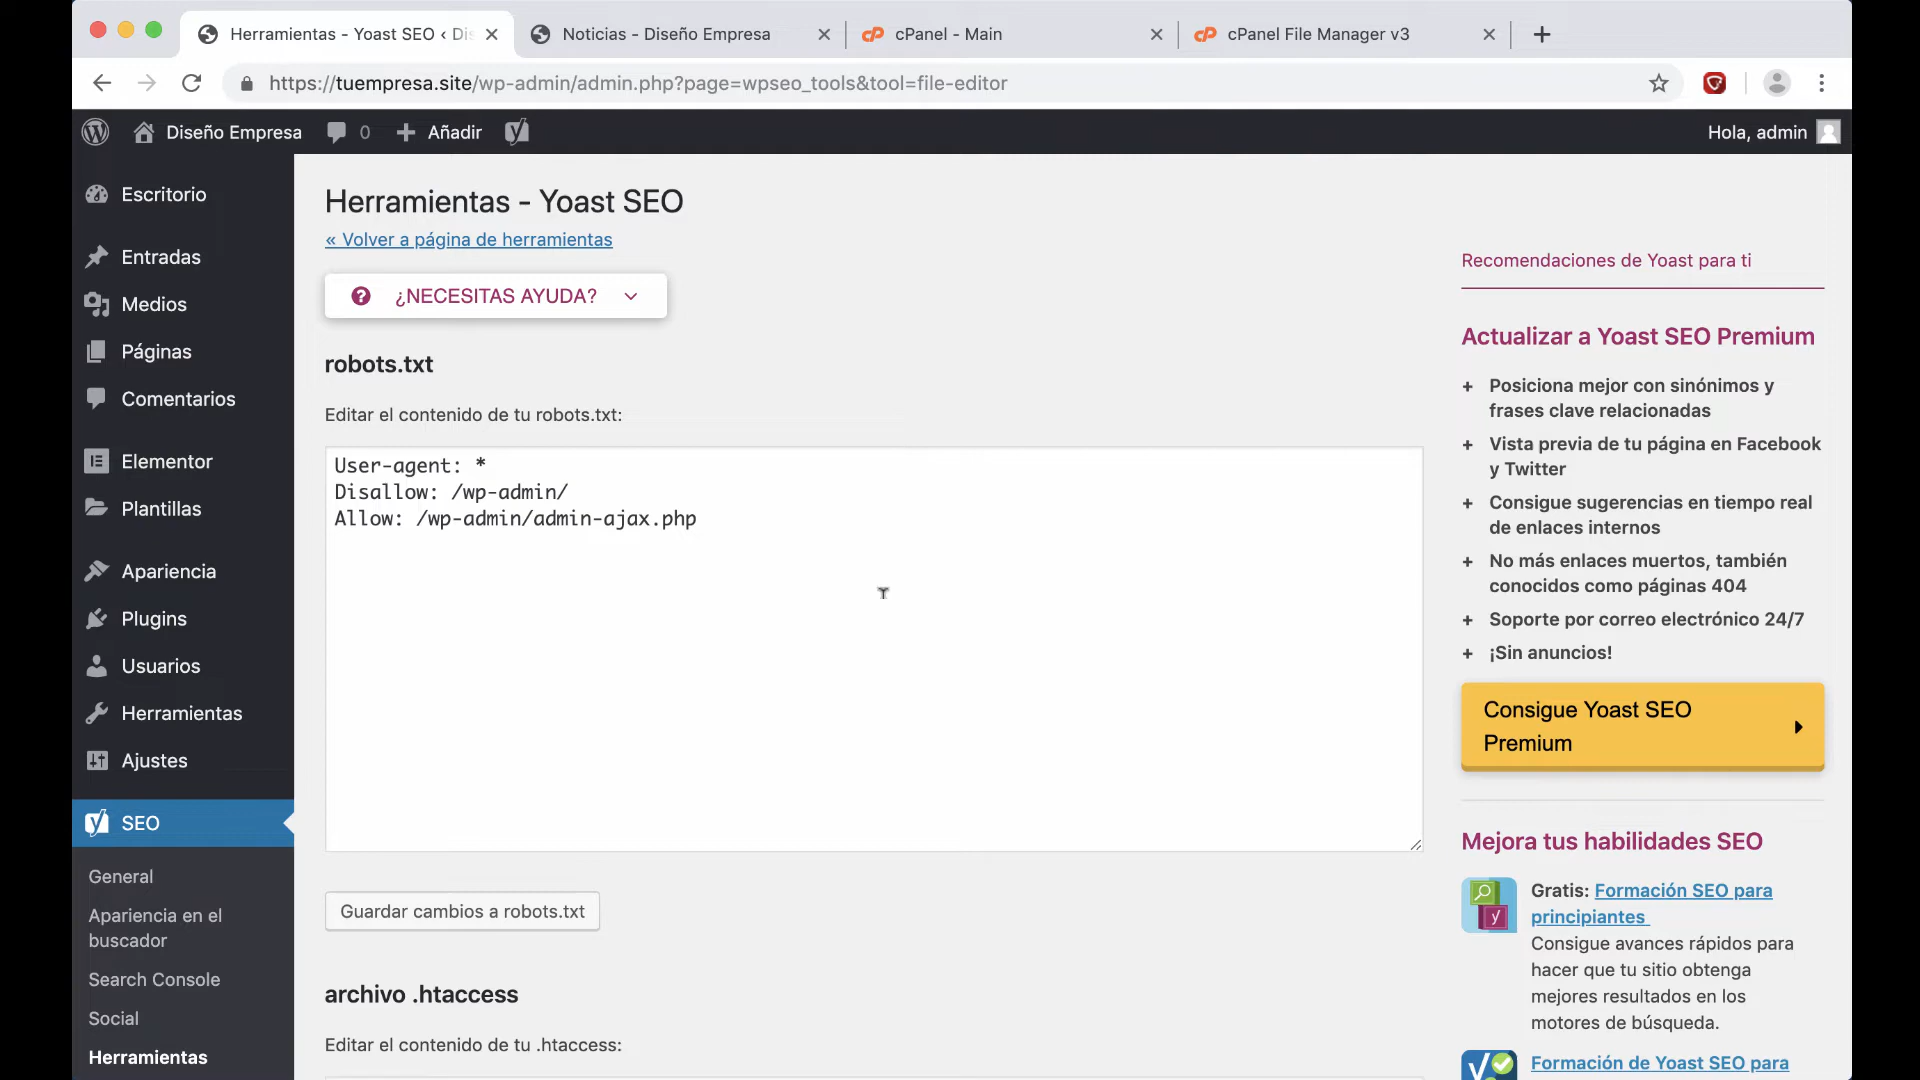 Herramientas - Yoast SEO ‹ Dis
Noticias - Diseño Empresa
cPanel - Main
cPanel File Manager v3
https://tuempresa.site/wp-admin/admin.php?page=wpseo_tools&tool=file-editor
Diseño Empresa
0
Añadir
Hola, admin
Escritorio
Entradas
Medios
Páginas
Comentarios
Elementor
Plantillas
Apariencia
Plugins
Usuarios
Herramientas
Ajustes
SEO
General
Apariencia en el
buscador
Search Console
Social
Herramientas
Herramientas - Yoast SEO
« Volver a página de herramientas
¿NECESITAS AYUDA?
robots.txt
Editar el contenido de tu robots.txt:
User-agent: *
Disallow: /wp-admin/
Allow: /wp-admin/admin-ajax.php
Guardar cambios a robots.txt
archivo .htaccess
Editar el contenido de tu .htaccess:
Recomendaciones de Yoast para ti
Actualizar a Yoast SEO Premium
+ Posiciona mejor con sinónimos y
frases clave relacionadas
+ Vista previa de tu página en Facebook
y Twitter
+ Consigue sugerencias en tiempo real
de enlaces internos
+ No más enlaces muertos, también
conocidos como páginas 404
+ Soporte por correo electrónico 24/7
+ ¡Sin anuncios!
Consigue Yoast SEO
Premium
Mejora tus habilidades SEO
Gratis: Formación SEO para
principiantes
Consigue avances rápidos para
hacer que tu sitio obtenga
mejores resultados en los
motores de búsqueda.
Formación de Yoast SEO para